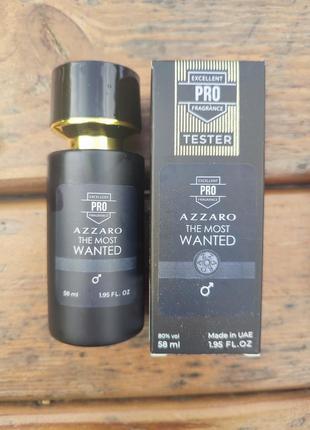 EXCELLENT
PRO
FRAGRANCE
AZZARO
THE MOST
WANTED
58 ml 1.95 FL. OZ
EXCELLENT
PRO
FRAGRANCE
TESTER
EXCELLENT
PRO
FRAGRANCE
AZZARO
THE MOST
WANTED
80% vol Made in UAE
58 ml 1.95 FL.OZ